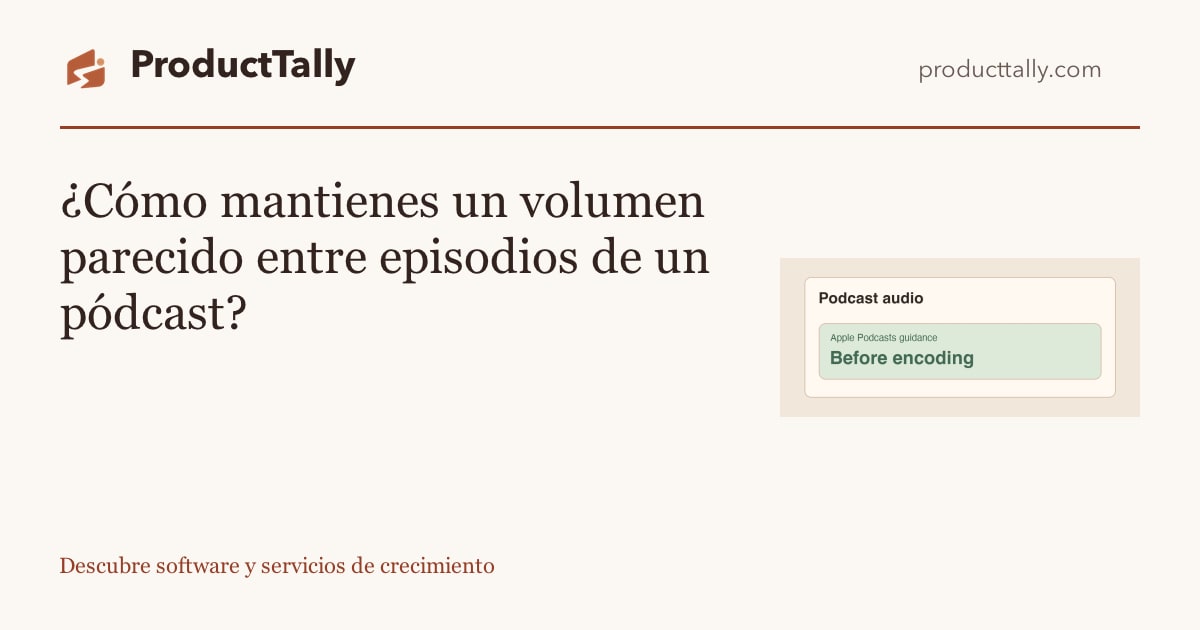 ProductTally
producttally.com
¿Cómo mantienes un volumen
parecido entre episodios de un
pódcast?
Podcast audio
Apple Podcasts guidance
Before encoding
Descubre software y servicios de crecimiento